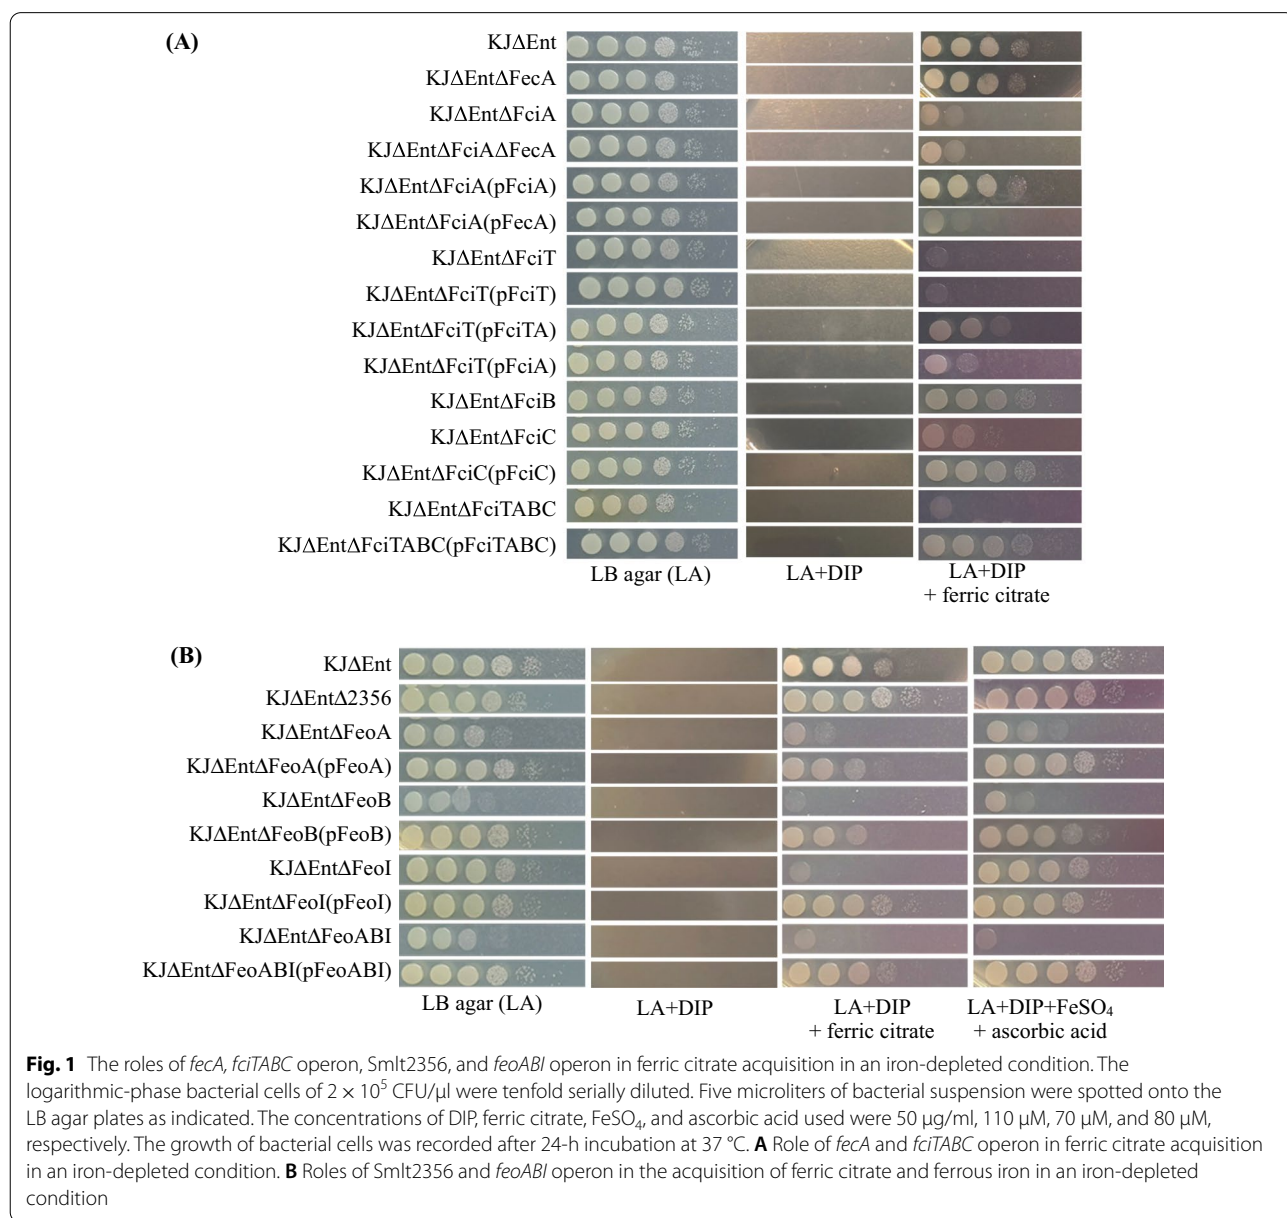 (A)
KJΔEnt
KJΔEntΔFecA
KJΔEntΔFciA
KJΔEntΔFciAΔFecA
KJΔEntΔFciA(pFciA)
KJΔEntΔFciA(pFecA)
KJΔEntΔFciT
KJΔEntΔFciT(pFciT)
KJΔEntΔFciT(pFciTA)
KJΔEntΔFciT(pFciA)
KJΔEntΔFciB
KJΔEntΔFciC
KJΔEntΔFciC(pFciC)
KJΔEntΔFciTABC
KJΔEntΔFciTABC(pFciTABC)
LB agar (LA)
LA+DIP
LA+DIP
+ ferric citrate
(B)
KJΔEnt
KJΔEntΔ2356
KJΔEntΔFeoA
KJΔEntΔFeoA(pFeoA)
KJΔEntΔFeoB
KJΔEntΔFeoB(pFeoB)
KJΔEntΔFeoI
KJΔEntΔFeoI(pFeoI)
KJΔEntΔFeoABI
KJΔEntΔFeoABI(pFeoABI)
LB agar (LA)
LA+DIP
LA+DIP
+ ferric citrate
LA+DIP+FeSO₄
+ ascorbic acid
Fig. 1 The roles of fecA, fciTABC operon, Smlt2356, and feoABI operon in ferric citrate acquisition in an iron-depleted condition. The
logarithmic-phase bacterial cells of 2 × 10⁵ CFU/µl were tenfold serially diluted. Five microliters of bacterial suspension were spotted onto the
LB agar plates as indicated. The concentrations of DIP, ferric citrate, FeSO₄, and ascorbic acid used were 50 µg/ml, 110 µM, 70 µM, and 80 µM,
respectively. The growth of bacterial cells was recorded after 24-h incubation at 37 °C. A Role of fecA and fciTABC operon in ferric citrate acquisition
in an iron-depleted condition. B Roles of Smlt2356 and feoABI operon in the acquisition of ferric citrate and ferrous iron in an iron-depleted
condition